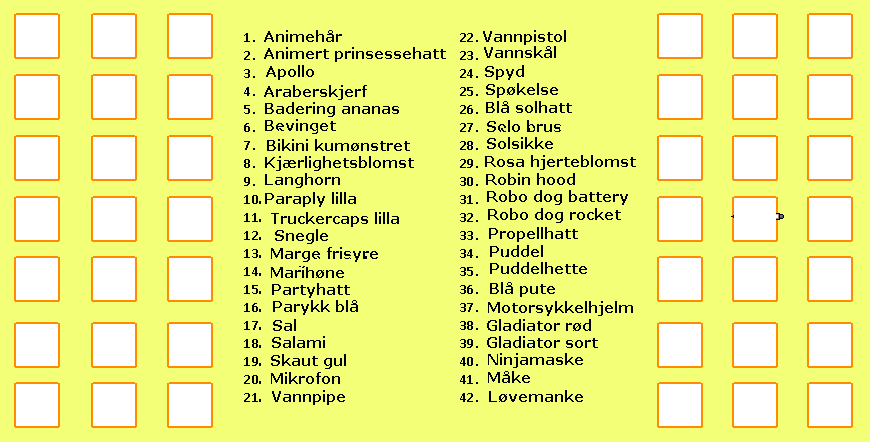 1. Animehår
2. Animert prinsessehatt
3. Apollo
4. Araberskjerf
5. Badering ananas
6. Bevinget
7. Bikini kumønstret
8. Kjærlighetsblomst
9. Langhorn
10. Paraply lilla
11. Truckercaps lilla
12. Snegle
13. Marge frisyre
14. Marihøne
15. Partyhatt
16. Parykk blå
17. Sal
18. Salami
19. Skaut gul
20. Mikrofon
21. Vannpipe
22. Vannpistol
23. Vannskål
24. Spyd
25. Spøkelse
26. Blå solhatt
27. Solo brus
28. Solsikke
29. Rosa hjerteblomst
30. Robin hood
31. Robo dog battery
32. Robo dog rocket
33. Propellhatt
34. Puddel
35. Puddelhette
36. Blå pute
37. Motorsykkelhjelm
38. Gladiator rød
39. Gladiator sort
40. Ninjamaske
41. Måke
42. Løvemanke